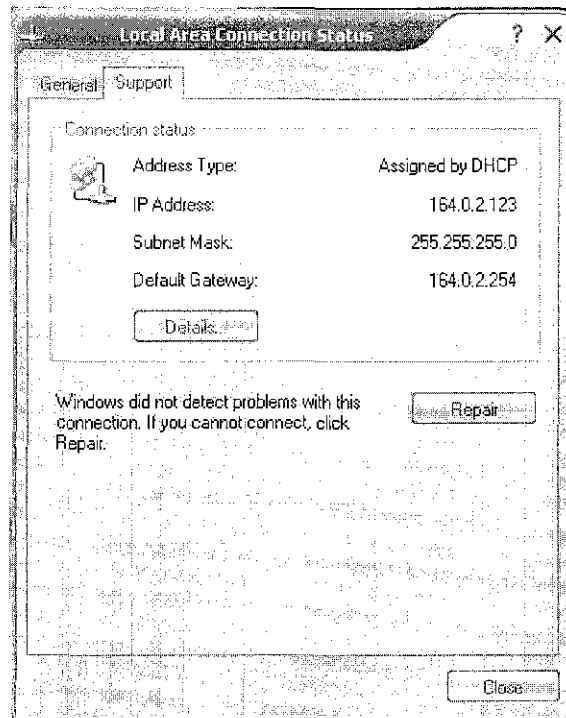 Local Area Connection Status
General Support
Connection status
Address Type: Assigned by DHCP
IP Address: 164.0.2.123
Subnet Mask: 255.255.255.0
Default Gateway: 164.0.2.254
Details...
Windows did not detect problems with this
connection. If you cannot connect, click
Repair.
Repair
Close